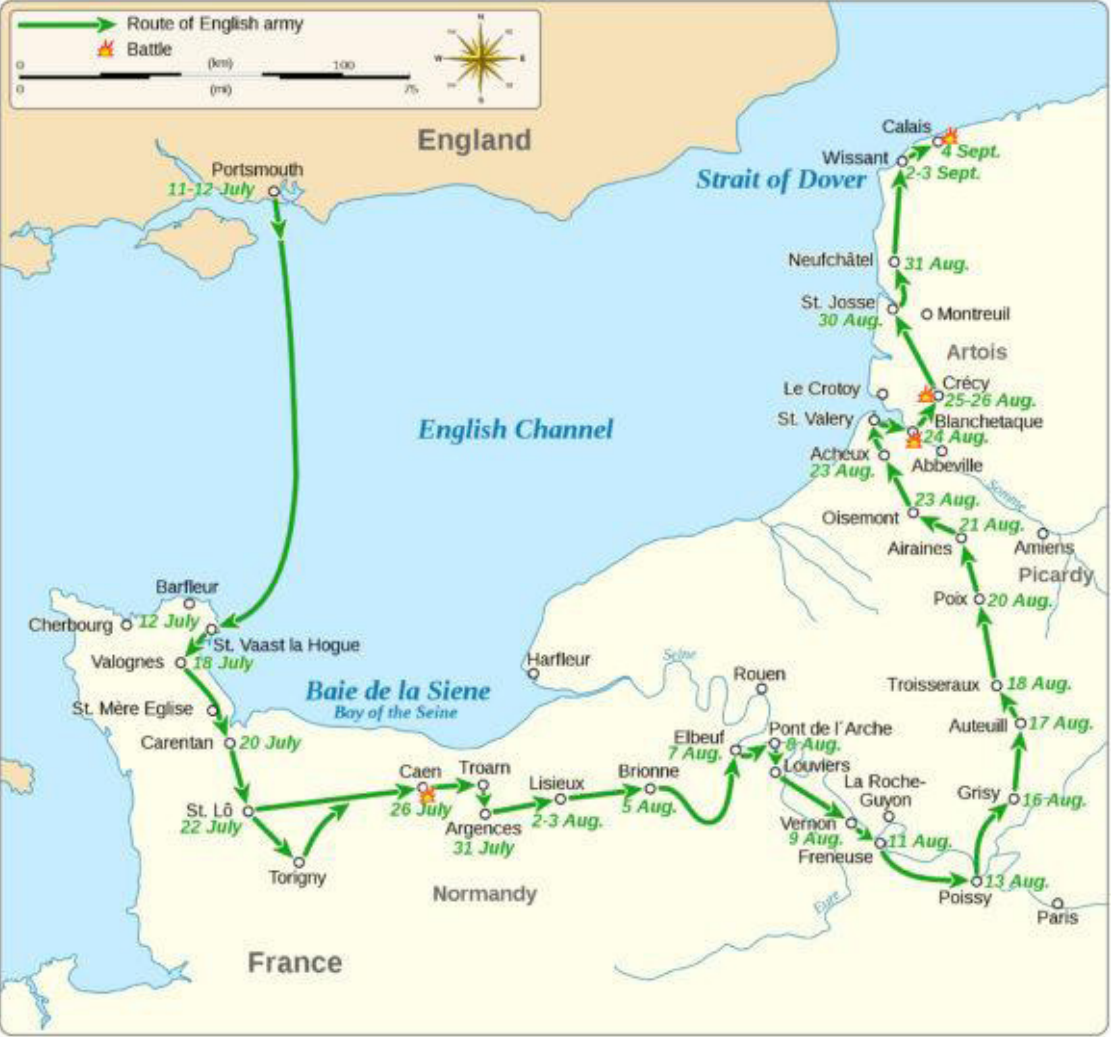 Route of English army
Battle
0 (km) 100
0 (mi) 75
N
W E
S
England
Portsmouth
11-12 July
Strait of Dover
Calais
4 Sept.
Wissant
2-3 Sept.
Neufchâtel
31 Aug.
St. Josse
30 Aug.
Montreuil
Artois
Le Crotoy
Crécy
25-26 Aug.
St. Valery
Blanchetaque
24 Aug.
Acheux
23 Aug.
Abbeville
Somme
English Channel
23 Aug.
Oisemont
21 Aug.
Airaines
Amiens
Picardy
Poix
20 Aug.
Barfleur
Cherbourg
12 July
St. Vaast la Hogue
Valognes
18 July
St. Mère Eglise
Carentan
20 July
Baie de la Siene
Bay of the Seine
Harfleur
Seine
Rouen
Troisseraux
18 Aug.
Auteuill
17 Aug.
Elbeuf
7 Aug.
Pont de l´Arche
8 Aug.
Louviers
St. Lô
22 July
Caen
26 July
Troarn
Argences
31 July
Lisieux
2-3 Aug.
Brionne
5 Aug.
La Roche-
Guyon
Grisy
16 Aug.
Vernon
9 Aug.
Freneuse
11 Aug.
Torigny
Normandy
Eure
Poissy
13 Aug.
Paris
France